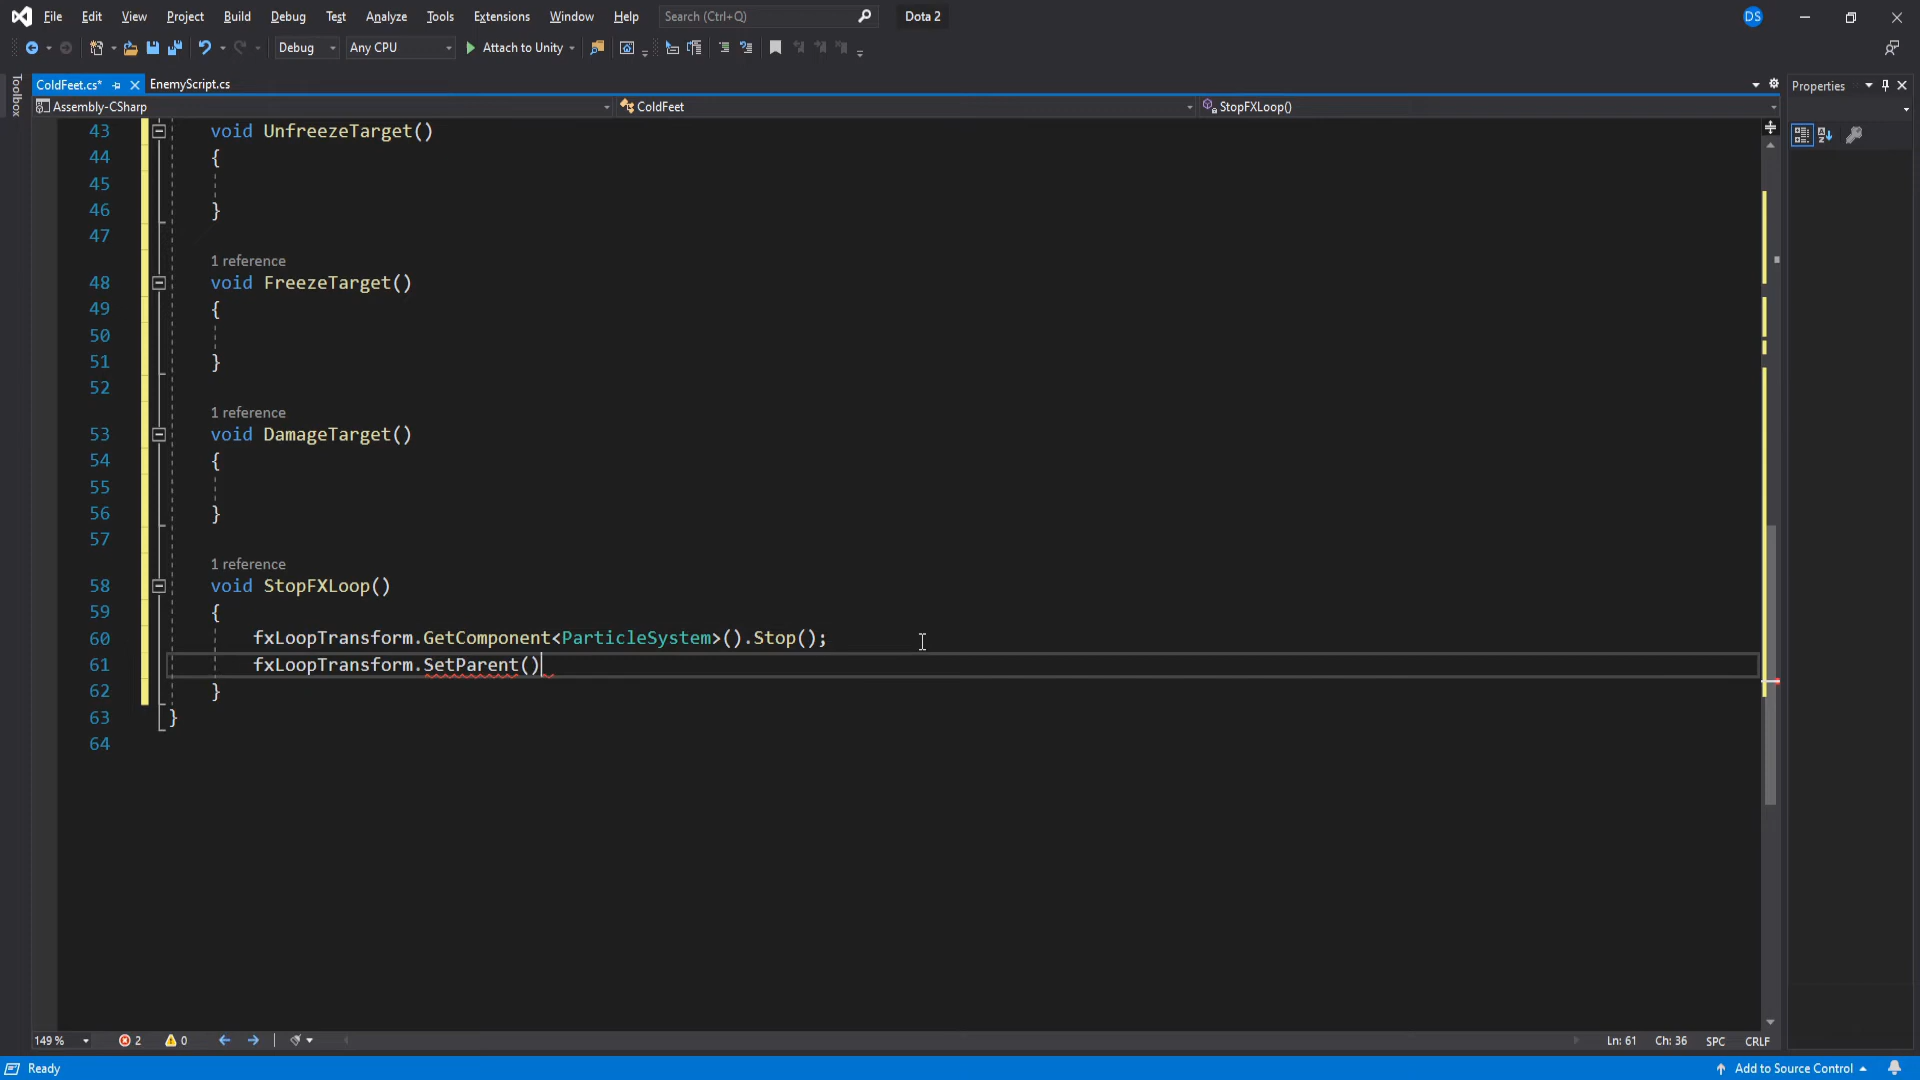 File Edit View Project Build Debug Test Analyze Tools Extensions Window Help Search (Ctrl+Q) Dota 2 DS
Debug Any CPU Attach to Unity
Toolbox
ColdFeet.cs* EnemyScript.cs Properties
Assembly-CSharp ColdFeet StopFXLoop()
43 void UnfreezeTarget()
44 {
45
46 }
47
1 reference
48 void FreezeTarget()
49 {
50
51 }
52
1 reference
53 void DamageTarget()
54 {
55
56 }
57
1 reference
58 void StopFXLoop()
59 {
60 fxLoopTransform.GetComponent<ParticleSystem>().Stop();
61 fxLoopTransform.SetParent()
62 }
63 }
64
149 % 2 0 Ln: 61 Ch: 36 SPC CRLF
Ready Add to Source Control